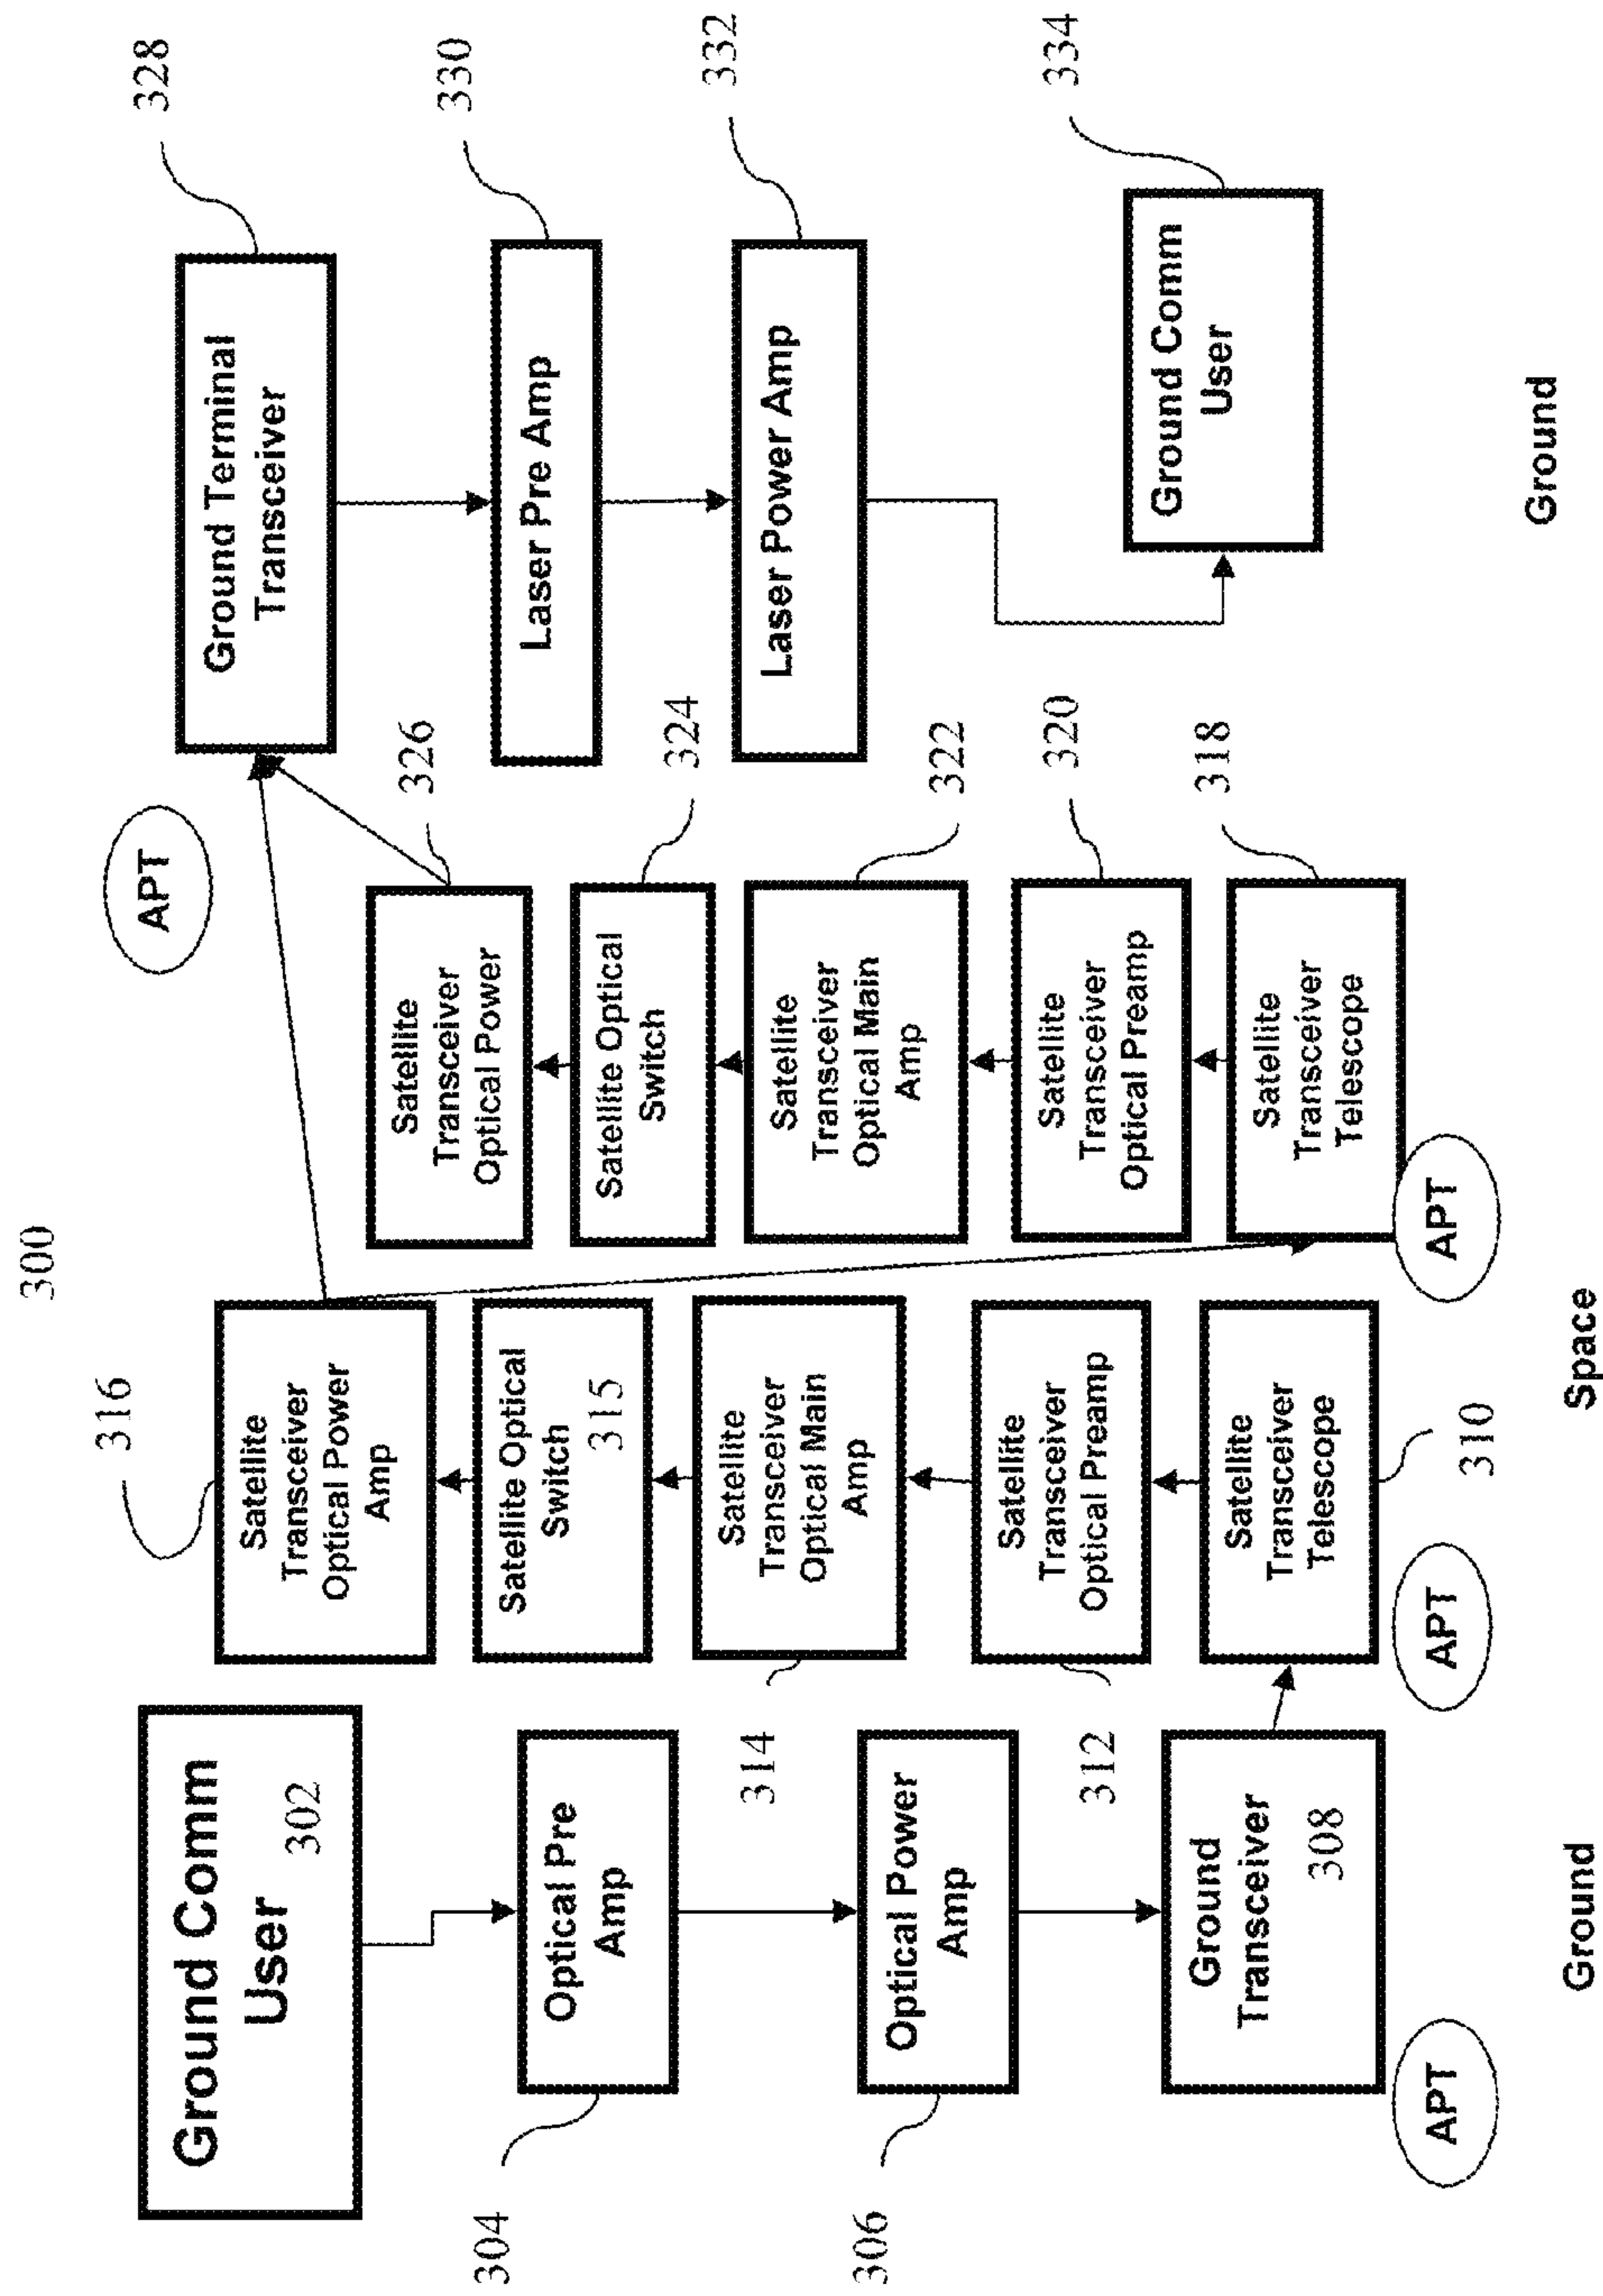 300
Ground Comm
User
302
304
Optical Pre
Amp
306
Optical Power
Amp
Ground
Transceiver
308
APT
Ground
316
Satellite
Transceiver
Optical Power
Amp
Satellite Optical
Switch
315
314
Satellite
Transceiver
Optical Main
Amp
312
Satellite
Transceiver
Optical Preamp
Satellite
Transceiver
Telescope
310
APT
Space
326
Satellite
Transceiver
Optical Power
324
Satellite Optical
Switch
322
Satellite
Transceiver
Optical Main
Amp
320
Satellite
Transceiver
Optical Preamp
318
Satellite
Transceiver
Telescope
APT
APT
328
Ground Terminal
Transceiver
330
Laser Pre Amp
332
Laser Power Amp
334
Ground Comm
User
Ground